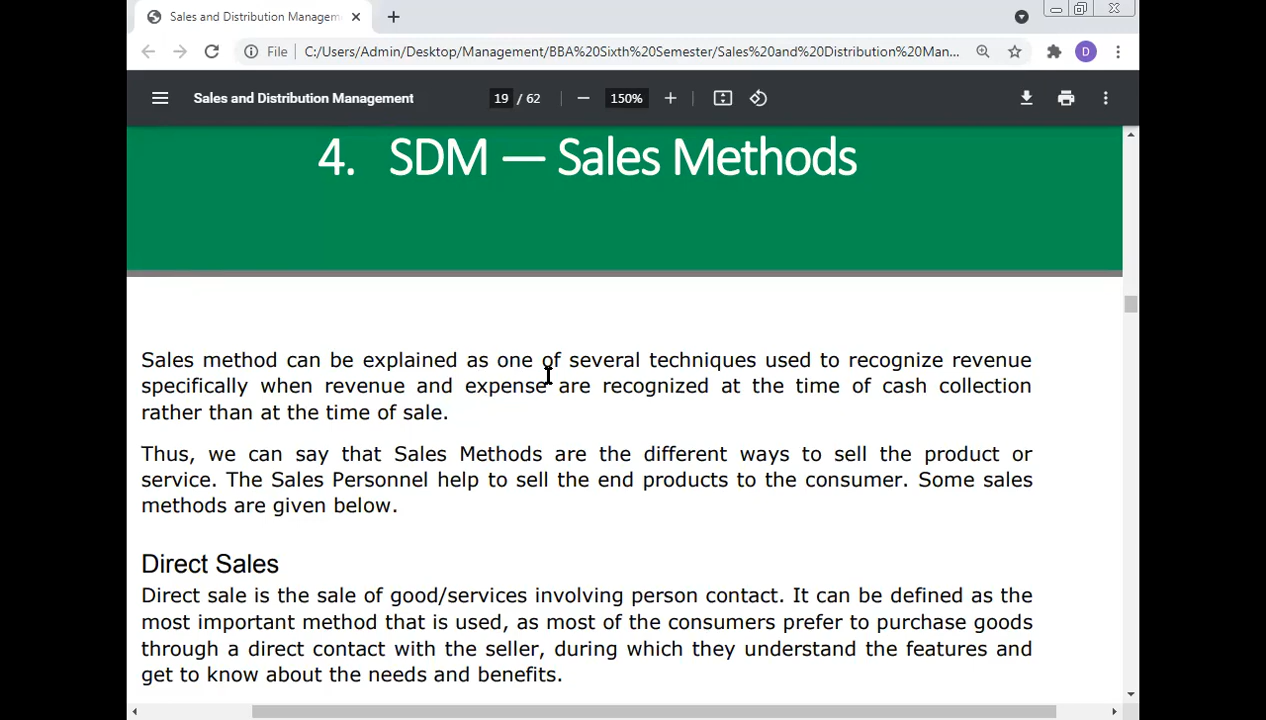 Sales and Distribution Managem
File C:/Users/Admin/Desktop/Management/BBA%20Sixth%20Semester/Sales%20and%20Distribution%20Man...
D
Sales and Distribution Management 19 / 62 150%
4. SDM — Sales Methods
Sales method can be explained as one of several techniques used to recognize revenue
specifically when revenue and expense are recognized at the time of cash collection
rather than at the time of sale.
Thus, we can say that Sales Methods are the different ways to sell the product or
service. The Sales Personnel help to sell the end products to the consumer. Some sales
methods are given below.
Direct Sales
Direct sale is the sale of good/services involving person contact. It can be defined as the
most important method that is used, as most of the consumers prefer to purchase goods
through a direct contact with the seller, during which they understand the features and
get to know about the needs and benefits.